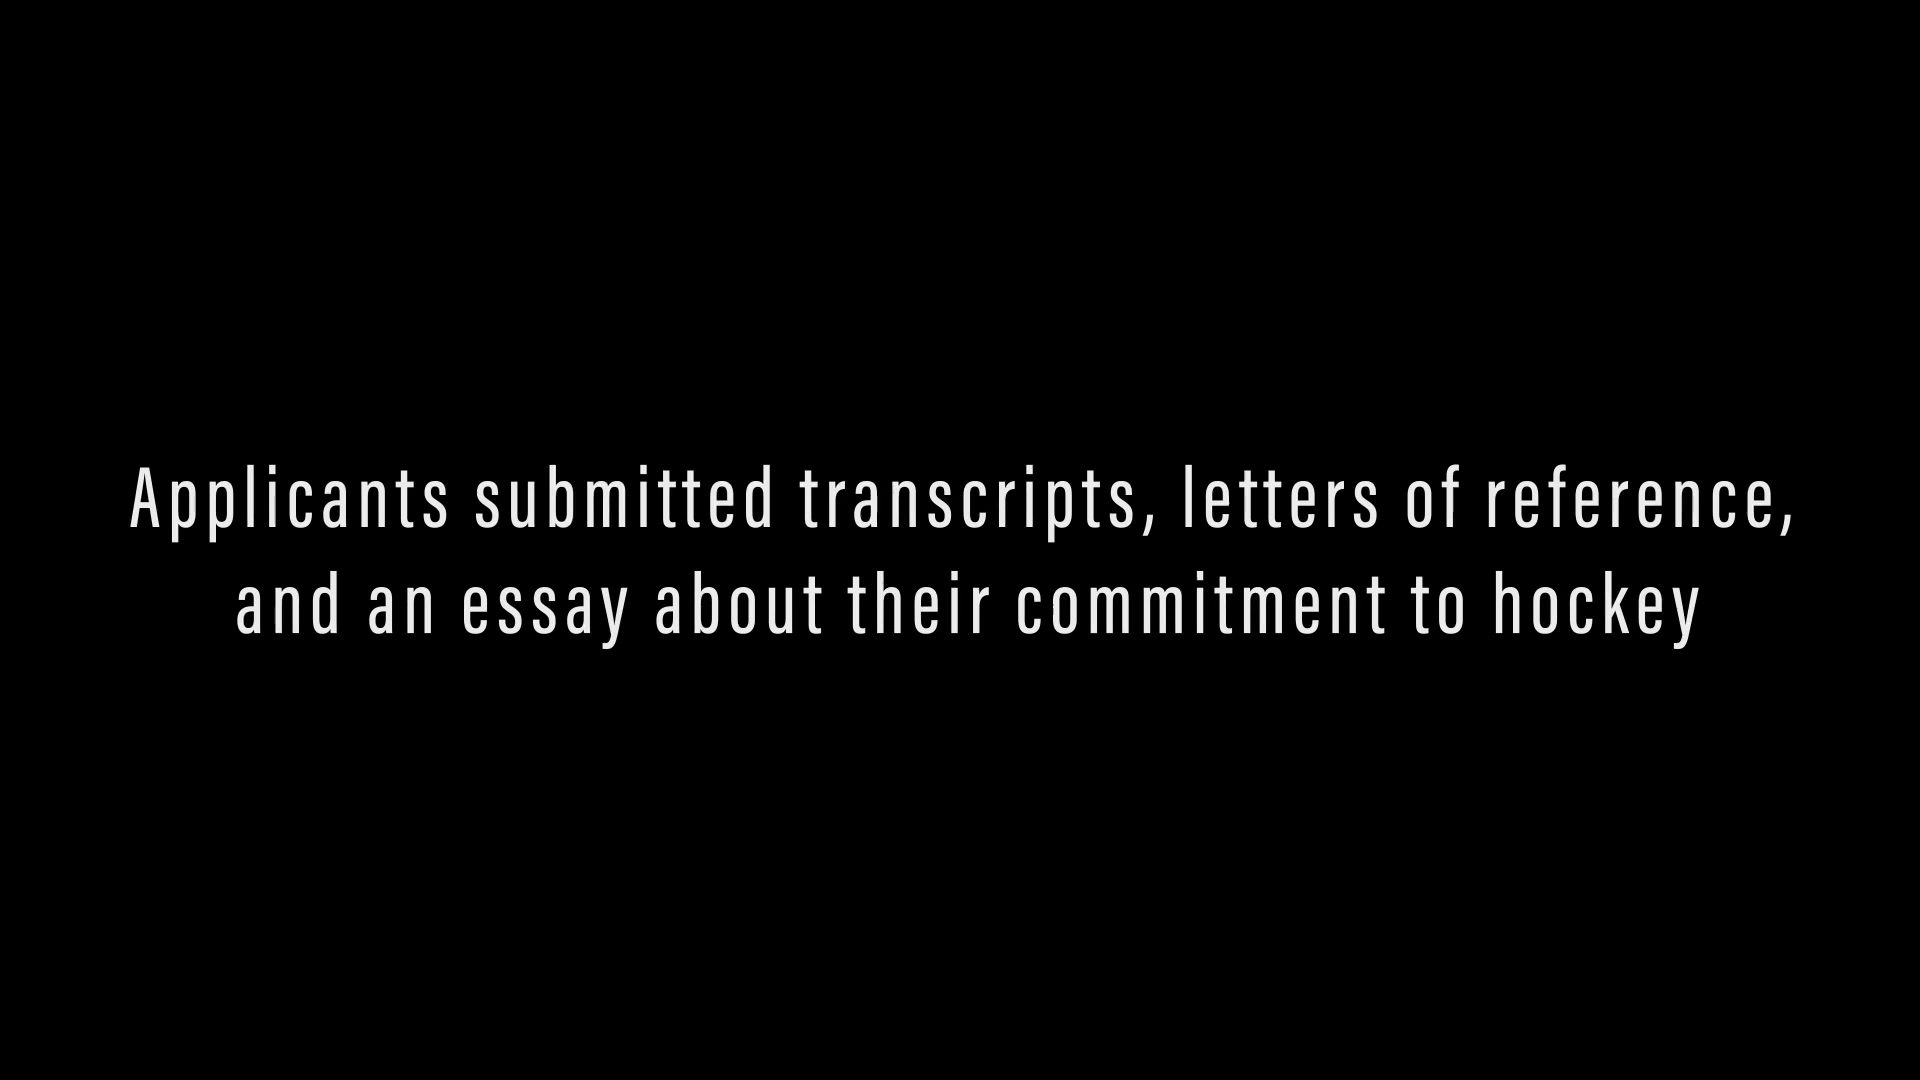 Applicants submitted transcripts, letters of reference,
and an essay about their commitment to hockey